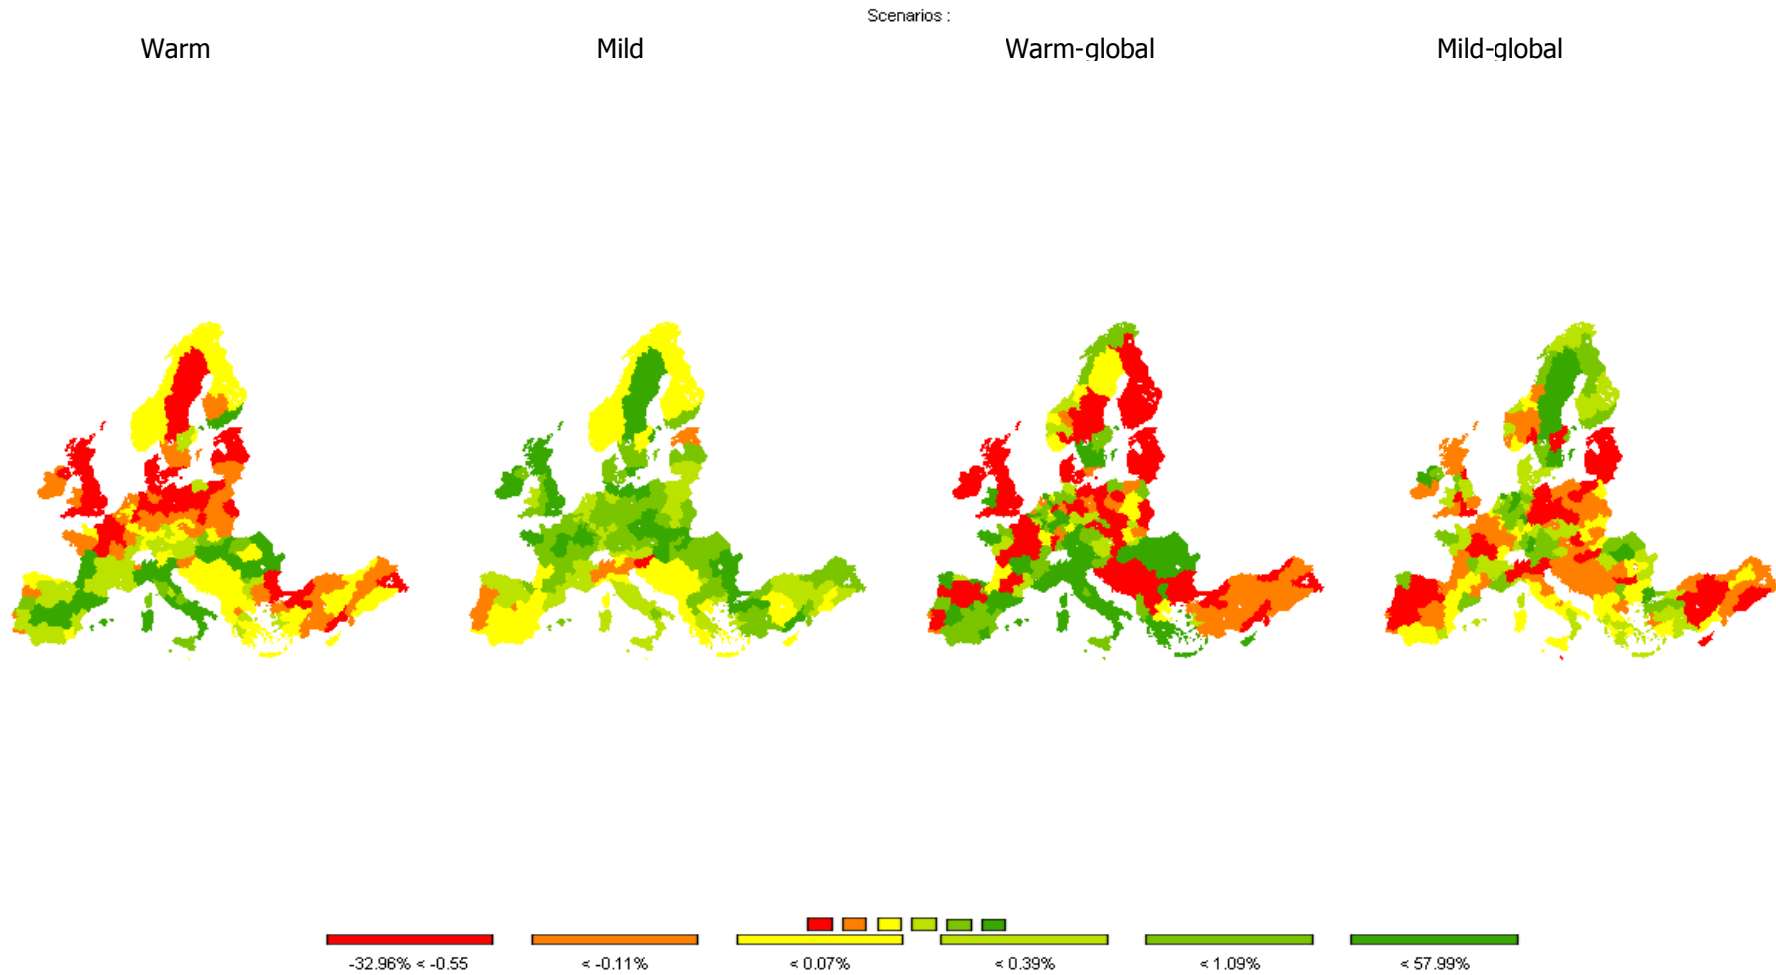 Scenarios :
Warm Mild Warm-global Mild-global
-32.96% < -0.55 < -0.11% < 0.07% < 0.39% < 1.09% < 57.99%